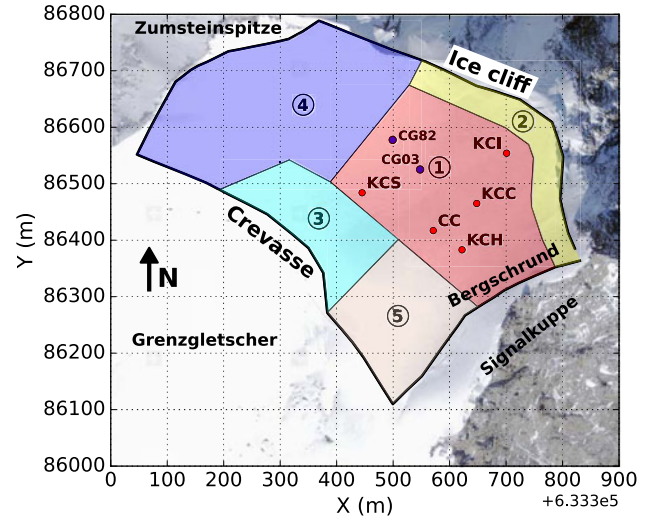 86800
86700
86600
86500
86400
86300
86200
86100
86000
Y (m)
Zumsteinspitze
Ice cliff
4
2
CG82
KCI
CG03
1
KCS
KCC
3
CC
KCH
Crevasse
Bergschrund
N
5
Grenzgletscher
Signalkuppe
0 100 200 300 400 500 600 700 800 900
X (m)
+6.333e5